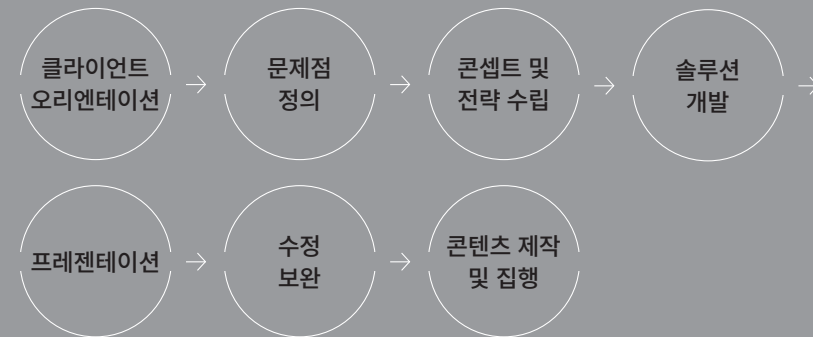 클라이언트
오리엔테이션
문제점
정의
콘셉트 및
전략 수립
솔루션
개발
프레젠테이션
수정
보완
콘텐츠 제작
및 집행